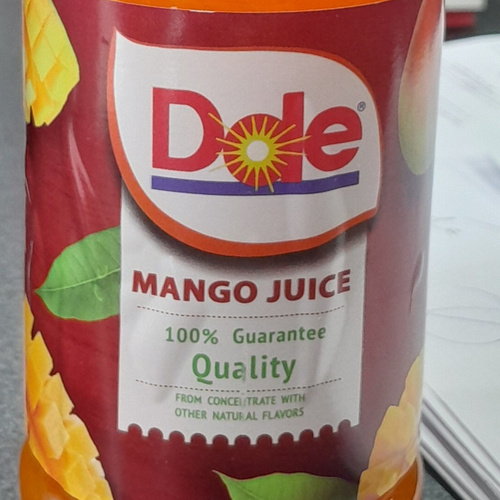 Dole®
MANGO JUICE
100% Guarantee
Quality
FROM CONCENTRATE WITH
OTHER NATURAL FLAVORS